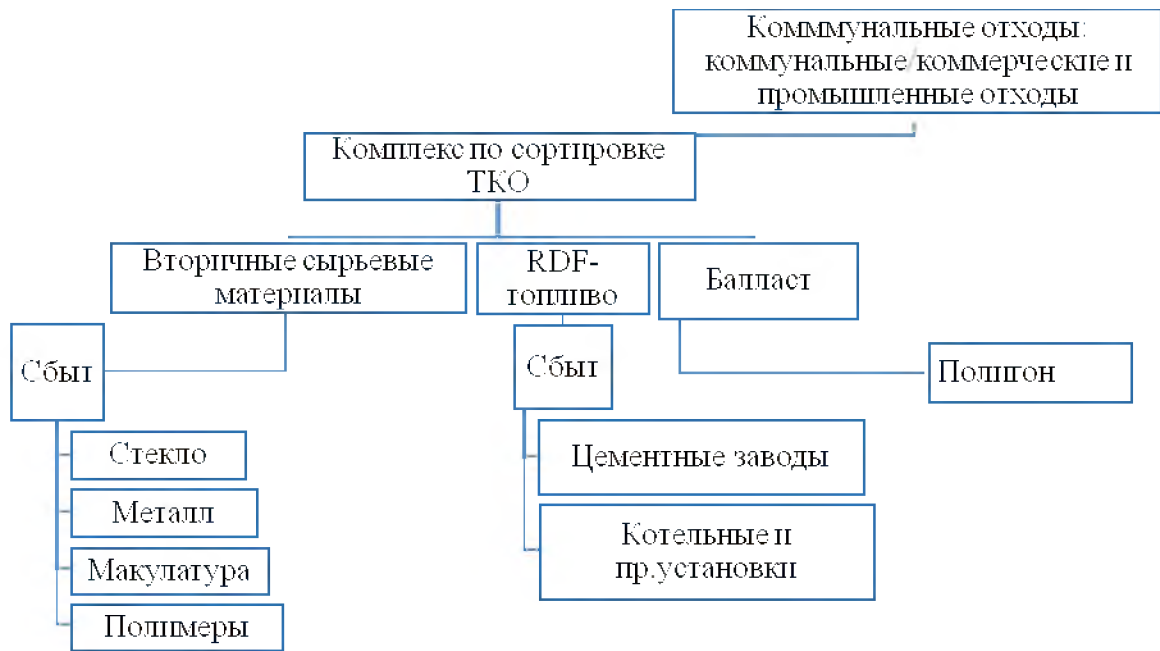 Комммунальные отходы:
коммунальные/коммерческие и
промышленные отходы
Комплекс по сортировке
ТКО
Вторичные сырьевые
материалы
RDF-
топливо
Балласт
Сбыт
Сбыт
Полигон
Стекло
Металл
Макулатура
Полимеры
Цементные заводы
Котельные и
пр.установки